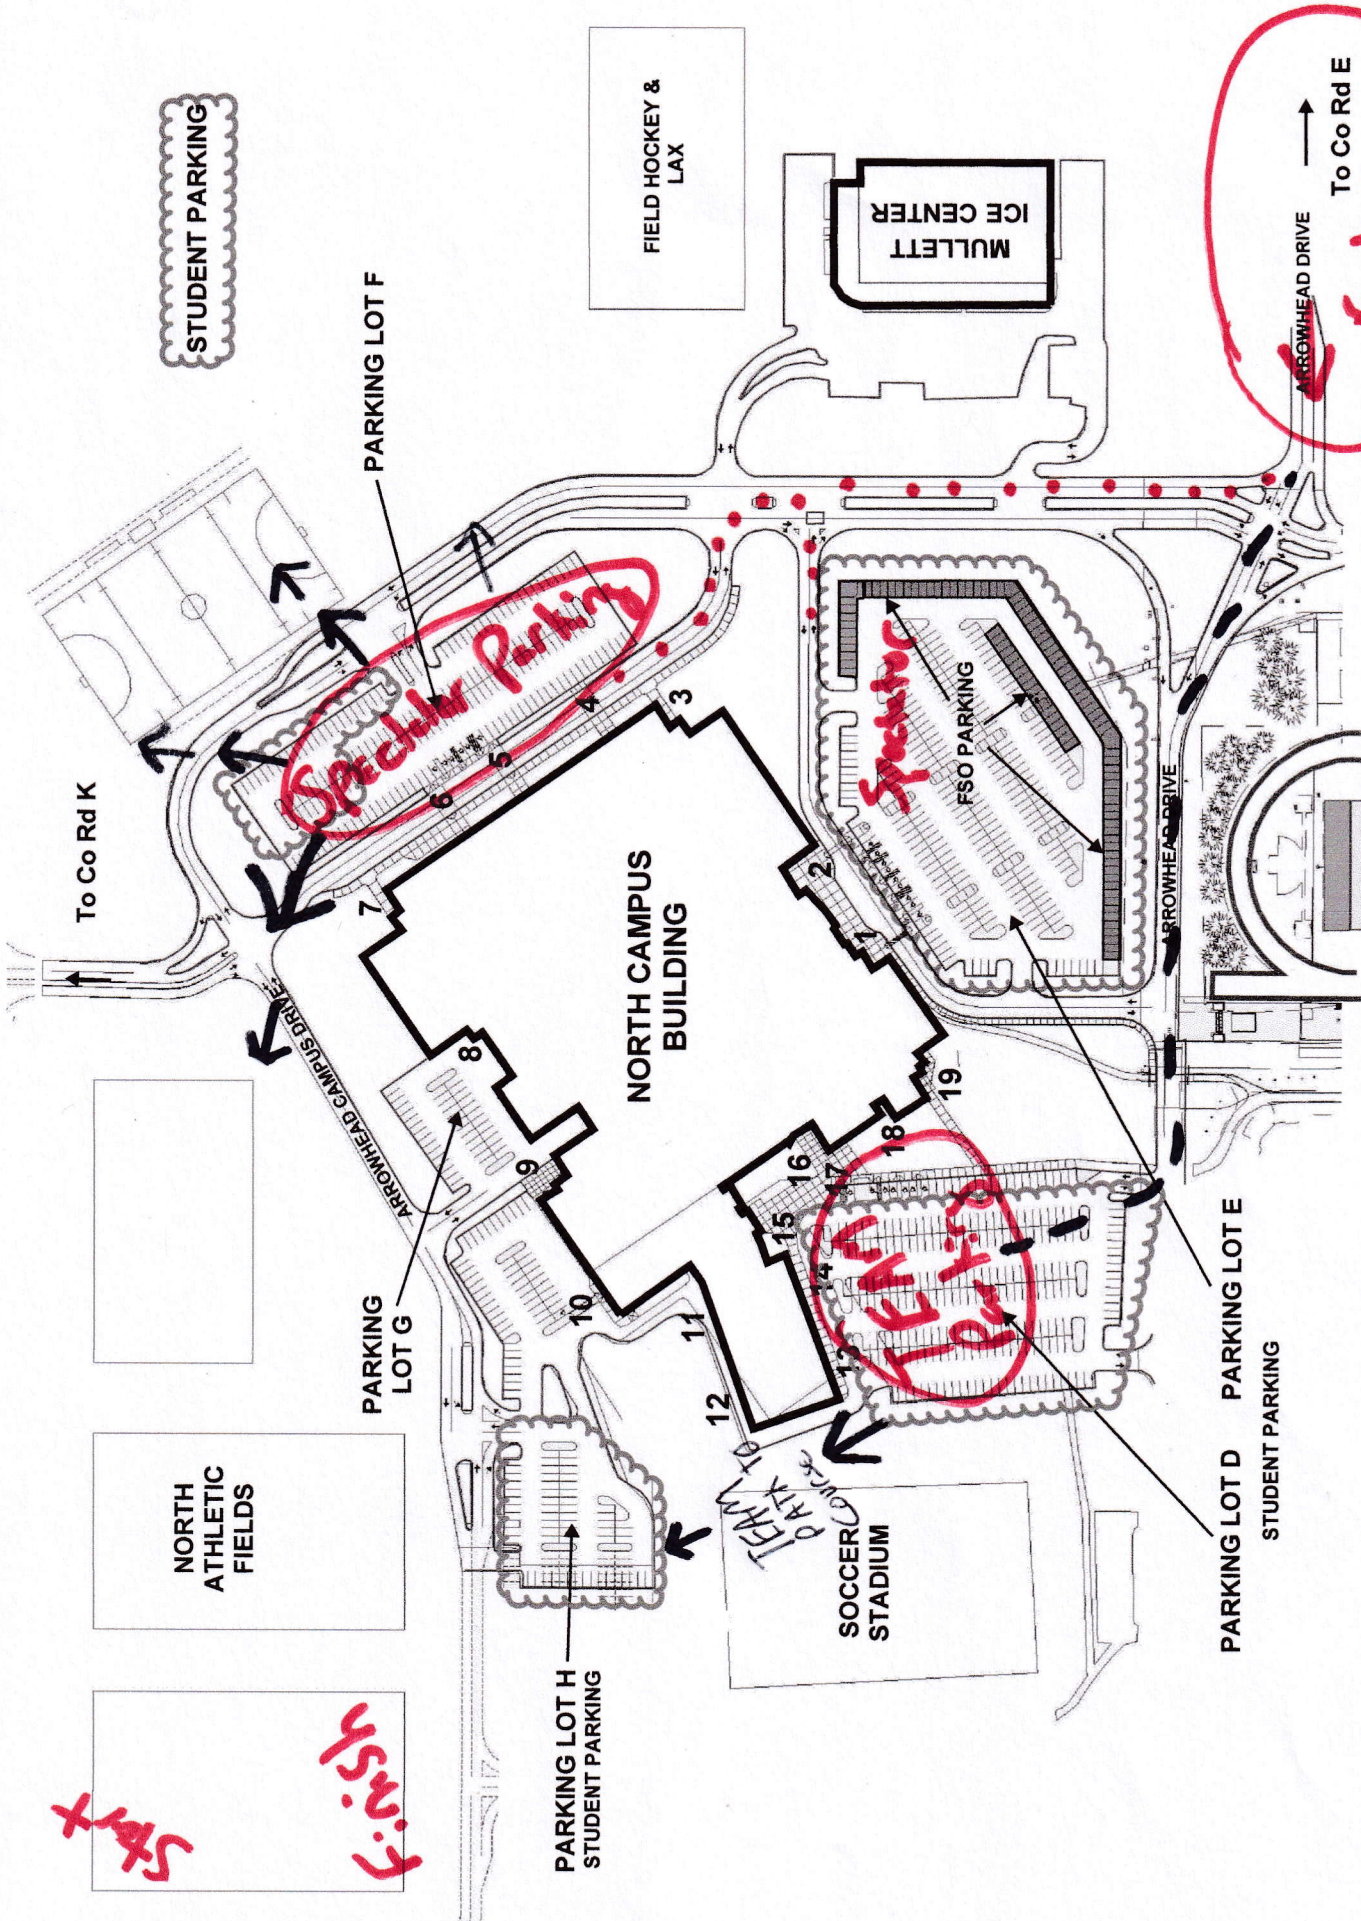 STUDENT PARKING
To Co Rd K
PARKING LOT F
FIELD HOCKEY &
LAX
MULLETT
ICE CENTER
ARROWHEAD DRIVE
To Co Rd E
Spectator Parking
Spectator
FSO PARKING
ARROWHEAD DRIVE
ARROWHEAD CAMPUS DRIVE
NORTH CAMPUS
BUILDING
1
2
3
4
5
6
7
8
9
10
11
12
13
14
15
16
17
18
19
PARKING
LOT G
NORTH
ATHLETIC
FIELDS
Start
Finish
PARKING LOT H
STUDENT PARKING
TEAM to
PATH
Course
SOCCER
STADIUM
TEAM
Parking
PARKING LOT D
PARKING LOT E
STUDENT PARKING